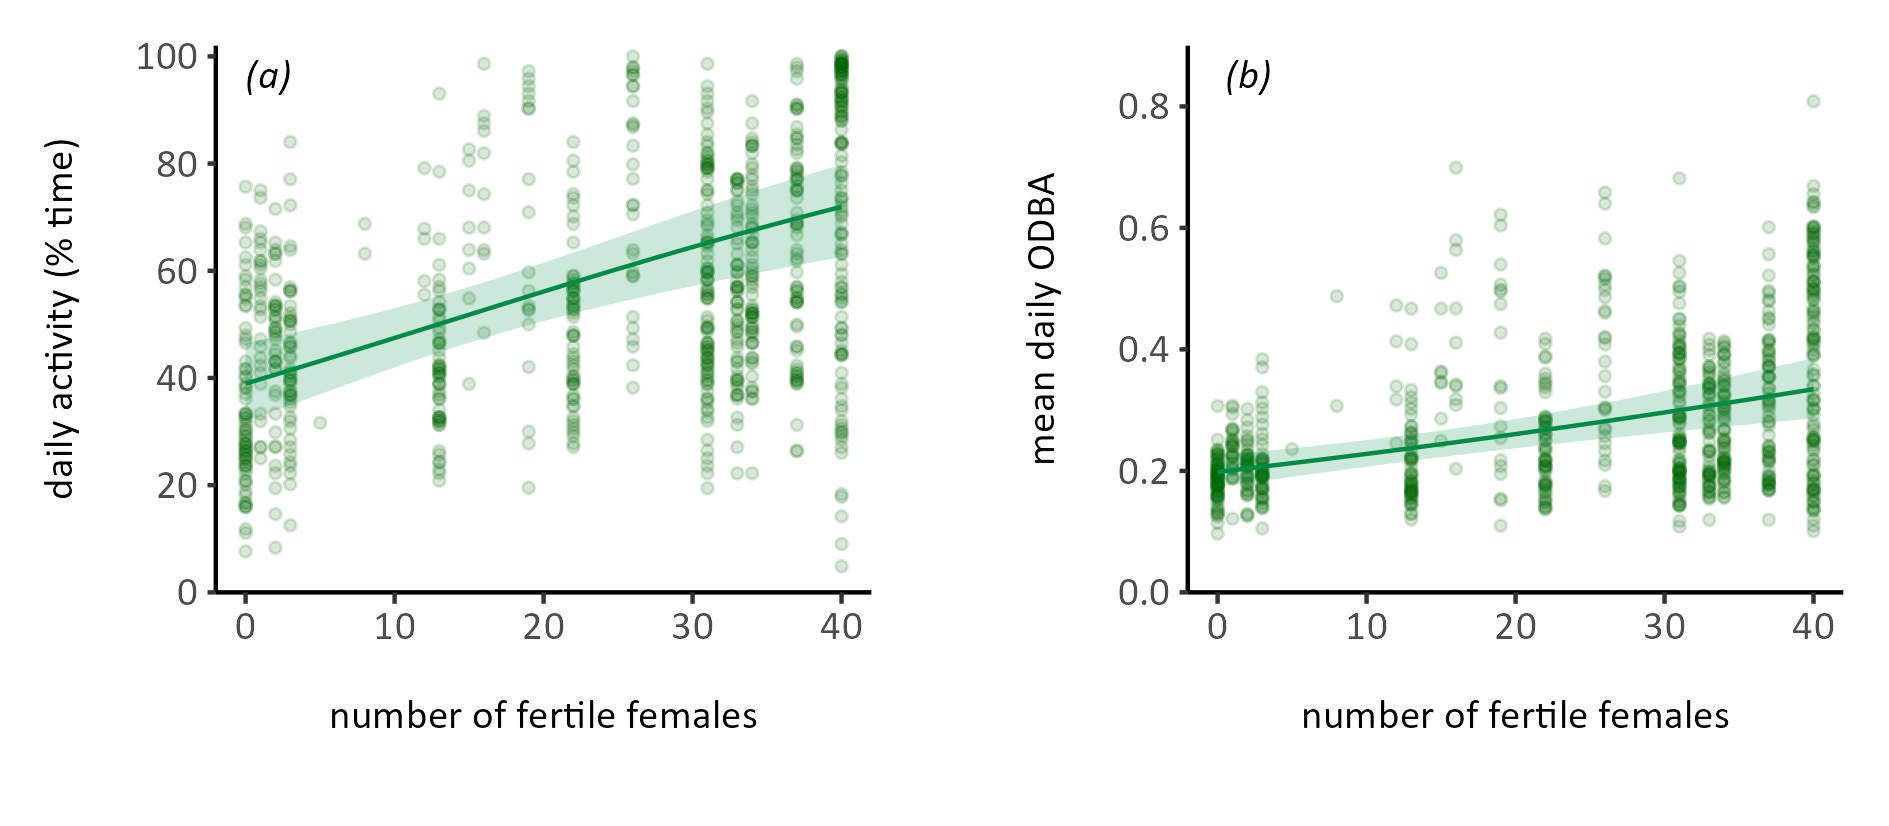 (a)
daily activity (% time)
100
80
60
40
20
0
0 10 20 30 40
number of fertile females
(b)
mean daily ODBA
0.8
0.6
0.4
0.2
0.0
0 10 20 30 40
number of fertile females